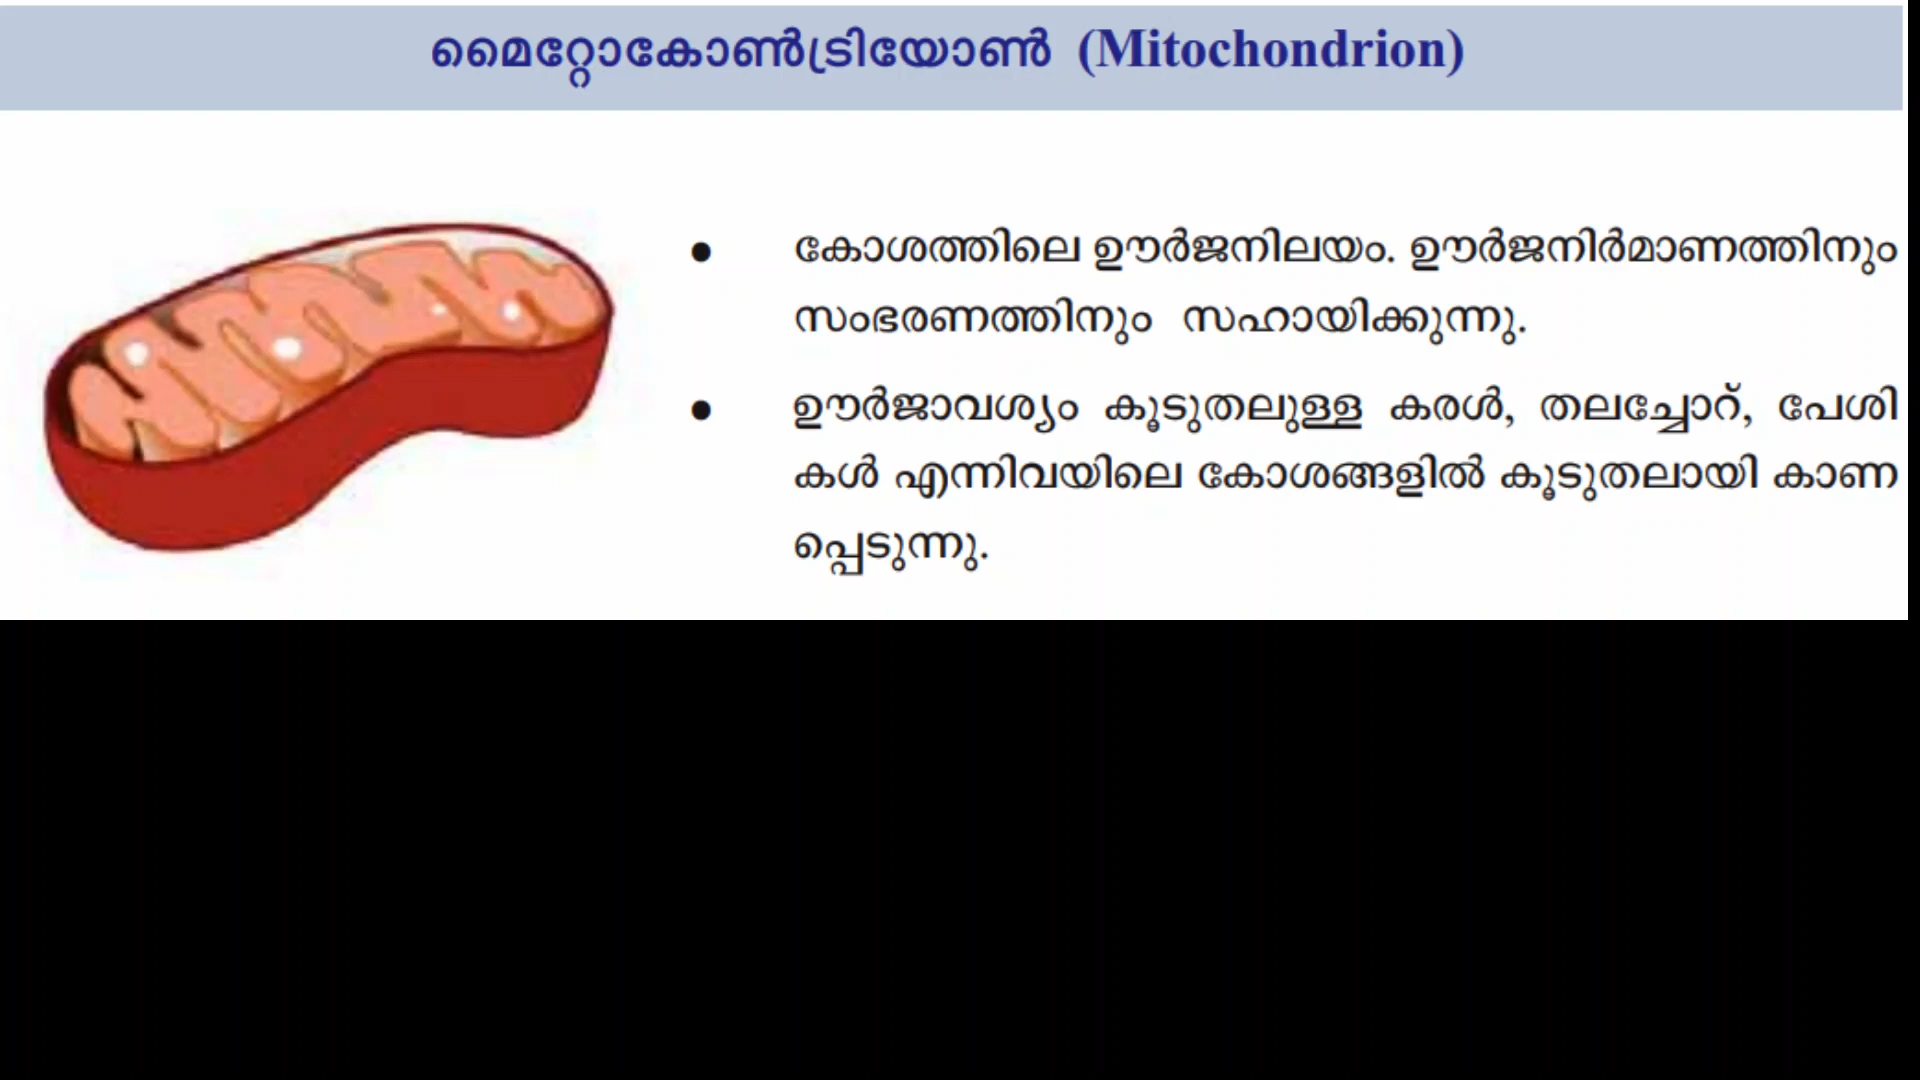 മൈറ്റോകോൺട്രിയോൺ (Mitochondrion)
● കോശത്തിലെ ഊർജനിലയം. ഊർജനിർമാണത്തിനും
സംഭരണത്തിനും സഹായിക്കുന്നു.
● ഊർജാവശ്യം കൂടുതലുള്ള കരൾ, തലച്ചോറ്, പേശി
കൾ എന്നിവയിലെ കോശങ്ങളിൽ കൂടുതലായി കാണ
പ്പെടുന്നു.